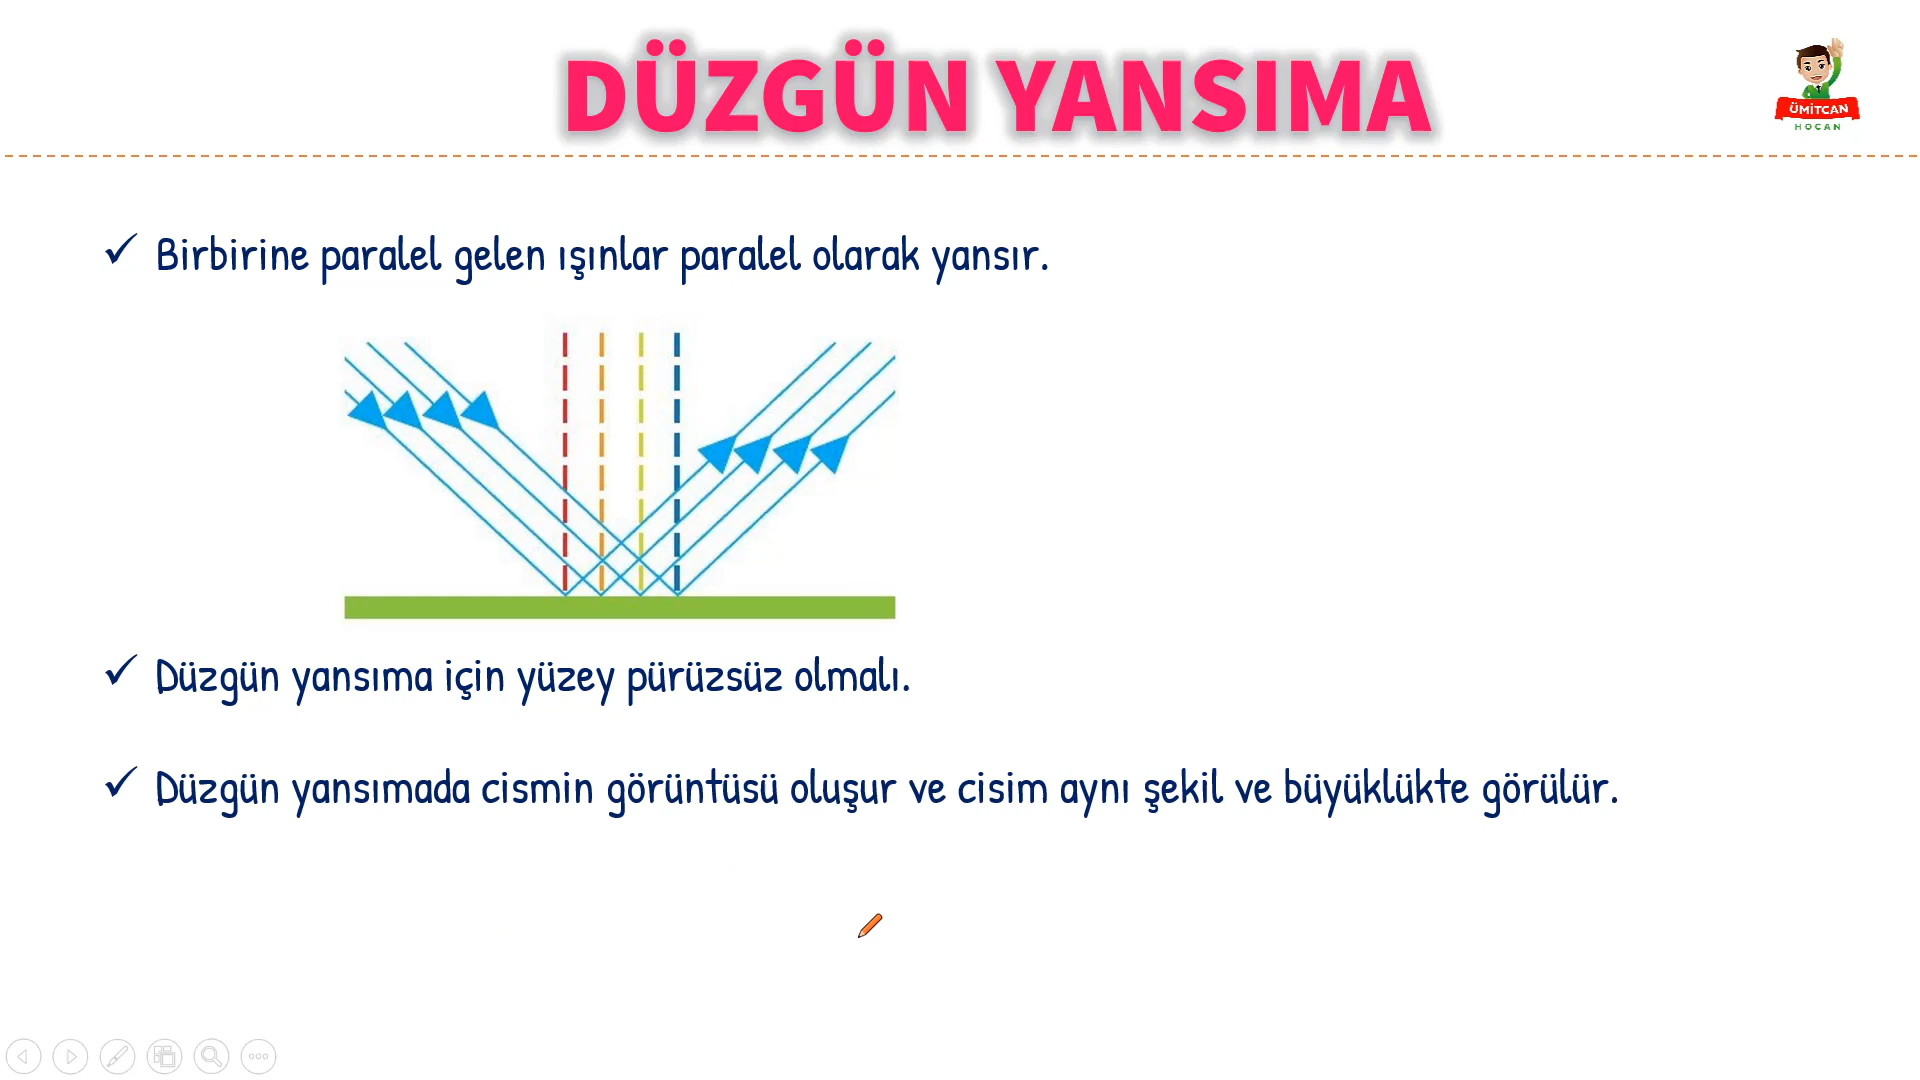 DÜZGÜN YANSIMA
ÜMİTCAN
HOCAN
Birbirine paralel gelen ışınlar paralel olarak yansır.
Düzgün yansıma için yüzey pürüzsüz olmalı.
Düzgün yansımada cismin görüntüsü oluşur ve cisim aynı şekil ve büyüklükte görülür.